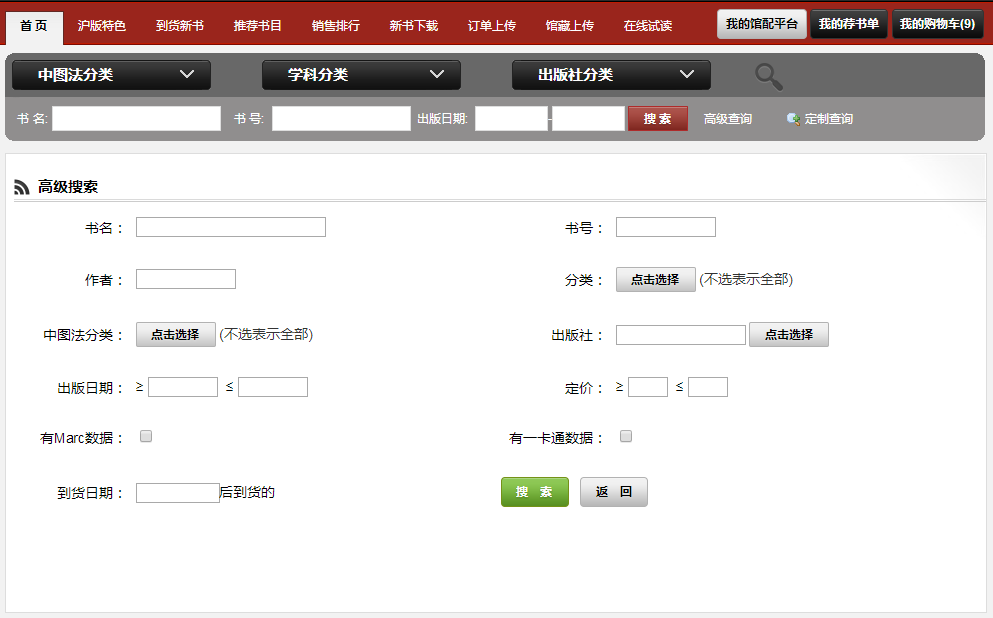 首 页 沪版特色 到货新书 推荐书目 销售排行 新书下载 订单上传 馆藏上传 在线试读 我的馆配平台 我的荐书单 我的购物车(9)
中图法分类 学科分类 出版社分类
书 名: 书 号: 出版日期: - 搜 索 高级查询 定制查询
高级搜索
书名： 书号：
作者： 分类： 点击选择 (不选表示全部)
中图法分类： 点击选择 (不选表示全部) 出版社： 点击选择
出版日期： ≥ ≤ 定价： ≥ ≤
有Marc数据： 有一卡通数据：
到货日期： 后到货的 搜 索 返 回